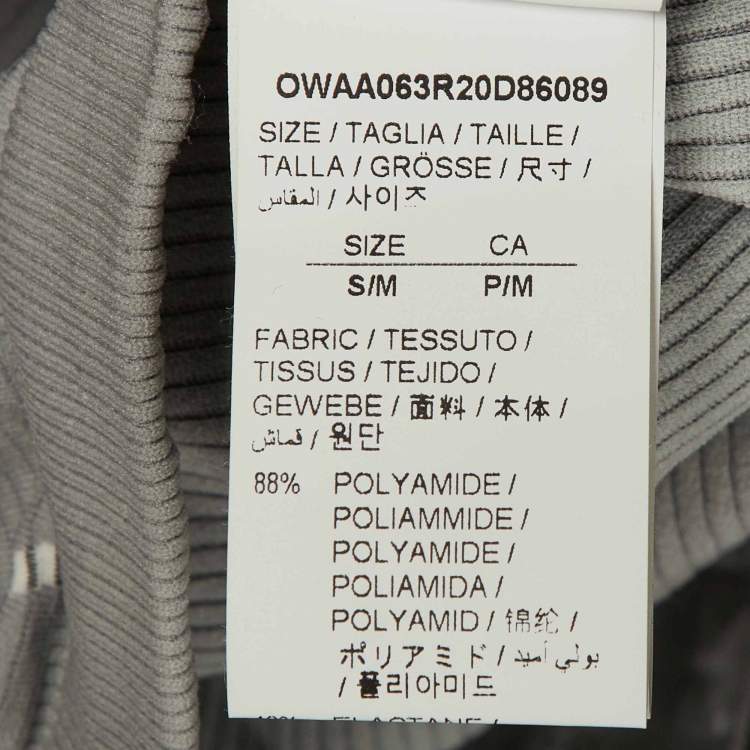 OWAA063R20D86089
SIZE / TAGLIA / TAILLE /
TALLA / GRÖSSE / 尺寸 /
المقاس / 사이즈
SIZE CA
S/M P/M
FABRIC / TESSUTO /
TISSUS / TEJIDO /
GEWEBE / 面料 / 本体 /
قماش / 원단
88% POLYAMIDE /
POLIAMMIDE /
POLYAMIDE /
POLIAMIDA /
POLYAMID / 锦纶 /
ポリアミド / بولي أميد
/ 폴리아미드
12% ELASTANE /